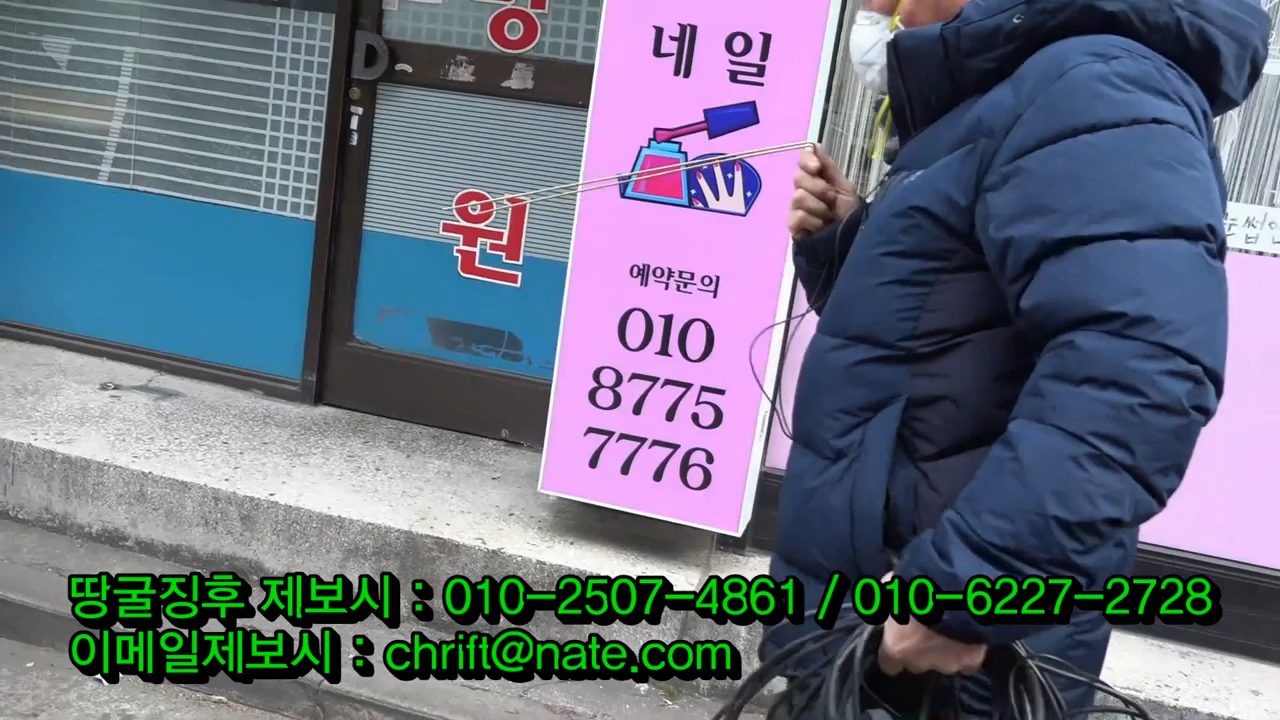 원
네 일
예약문의
010
8775
7776
땅굴징후 제보시 : 010-2507-4861 / 010-6227-2728
이메일제보시 : chrift@nate.com